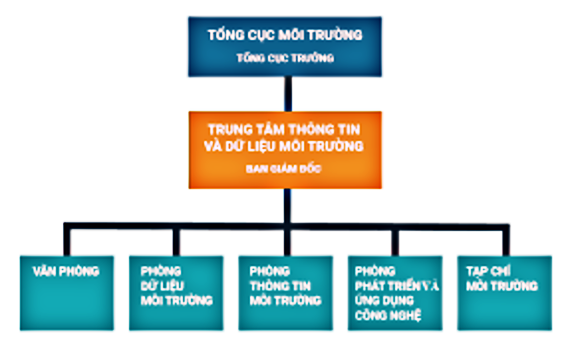 TỔNG CỤC MÔI TRƯỜNG
TỔNG CỤC TRƯỞNG
TRUNG TÂM THÔNG TIN
VÀ DỮ LIỆU MÔI TRƯỜNG
BAN GIÁM ĐỐC
VĂN PHÒNG
PHÒNG
DỮ LIỆU
MÔI TRƯỜNG
PHÒNG
THÔNG TIN
MÔI TRƯỜNG
PHÒNG
PHÁT TRIỂN VÀ
ỨNG DỤNG
CÔNG NGHỆ
TẠP CHÍ
MÔI TRƯỜNG